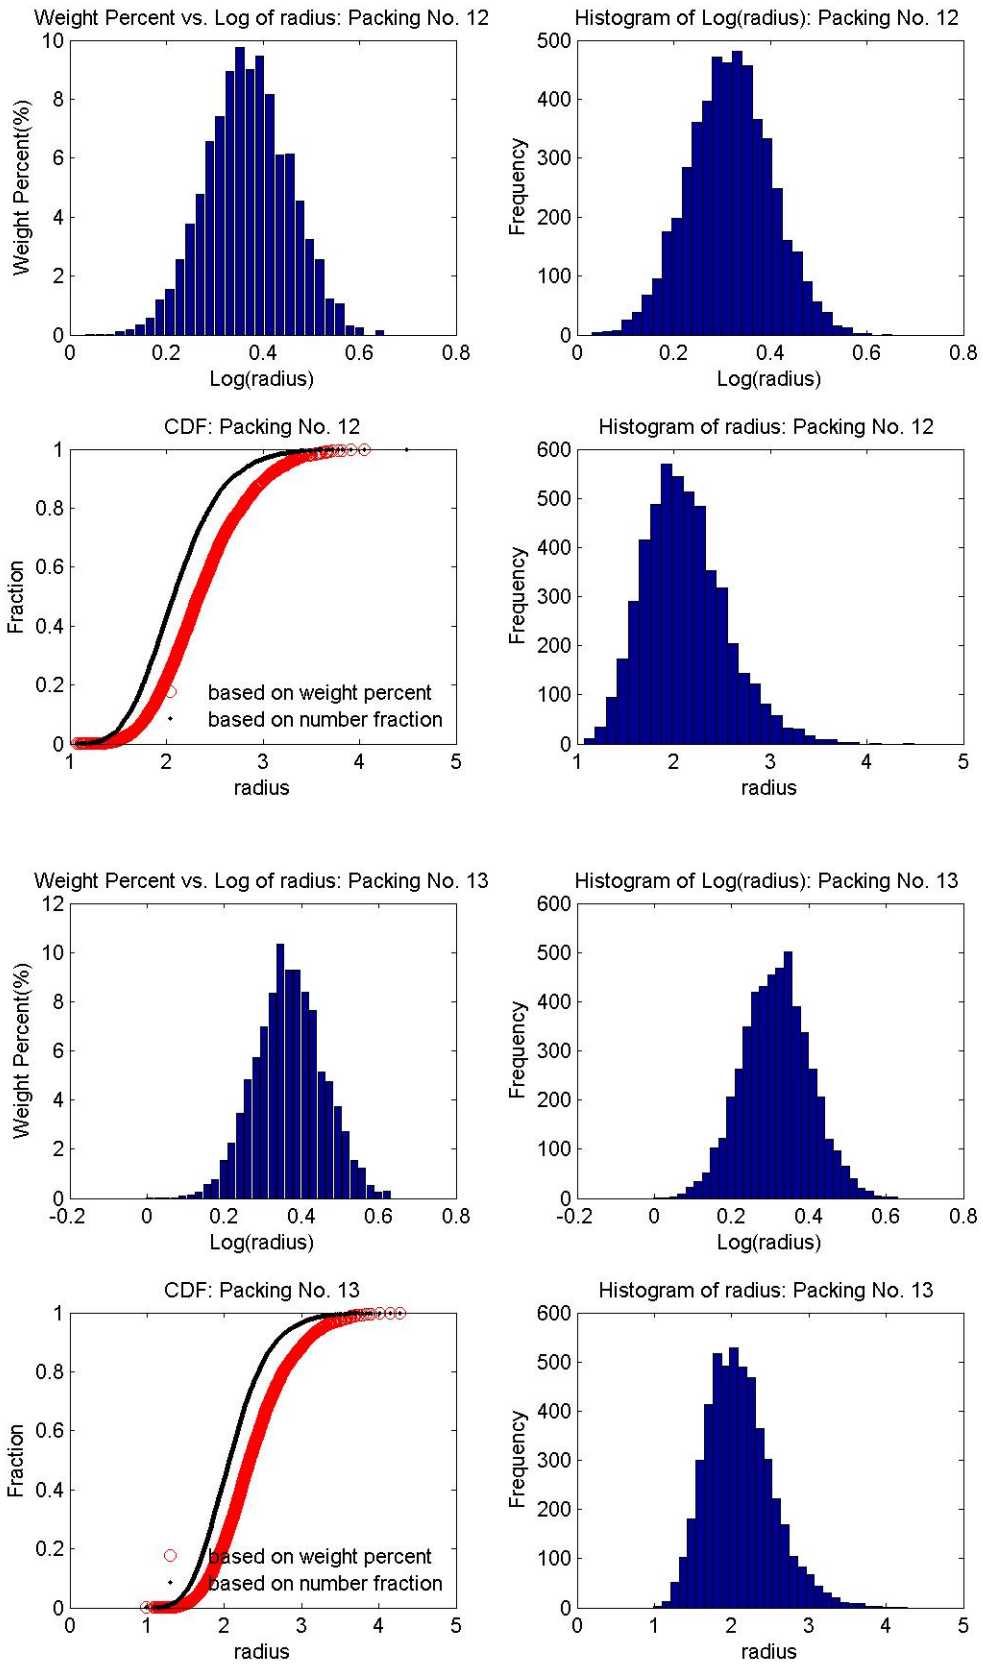 Weight Percent vs. Log of radius: Packing No. 12
Histogram of Log(radius): Packing No. 12
10
8
6
4
2
0
Weight Percent(%)
0 0.2 0.4 0.6 0.8
Log(radius)
500
400
300
200
100
0
Frequency
0 0.2 0.4 0.6 0.8
Log(radius)
CDF: Packing No. 12
Histogram of radius: Packing No. 12
1
0.8
0.6
0.4
0.2
0
Fraction
based on weight percent
based on number fraction
1 2 3 4 5
radius
600
500
400
300
200
100
0
Frequency
1 2 3 4 5
radius
Weight Percent vs. Log of radius: Packing No. 13
Histogram of Log(radius): Packing No. 13
12
10
8
6
4
2
0
Weight Percent(%)
-0.2 0 0.2 0.4 0.6 0.8
Log(radius)
600
500
400
300
200
100
0
Frequency
-0.2 0 0.2 0.4 0.6 0.8
Log(radius)
CDF: Packing No. 13
Histogram of radius: Packing No. 13
1
0.8
0.6
0.4
0.2
0
Fraction
based on weight percent
based on number fraction
0 1 2 3 4 5
radius
600
500
400
300
200
100
0
Frequency
0 1 2 3 4 5
radius